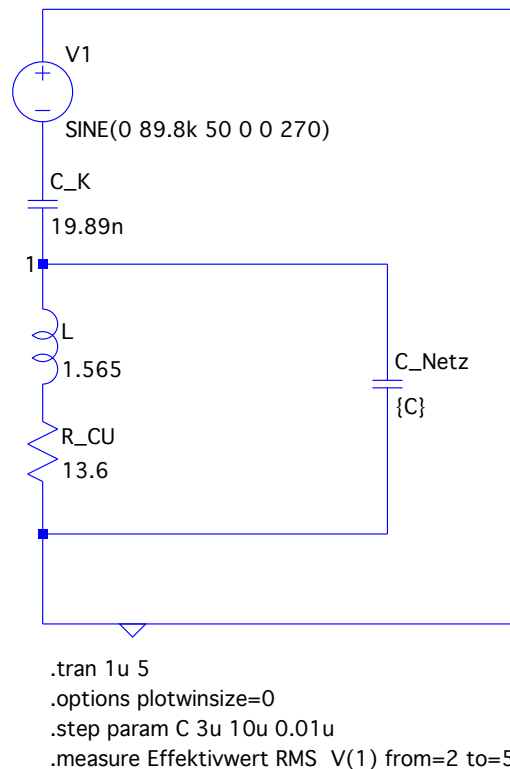 V1
+
−
SINE(0 89.8k 50 0 0 270)
C_K
19.89n
1
L
1.565
C_Netz
{C}
R_CU
13.6
.tran 1u 5
.options plotwinsize=0
.step param C 3u 10u 0.01u
.measure Effektivwert RMS V(1) from=2 to=5